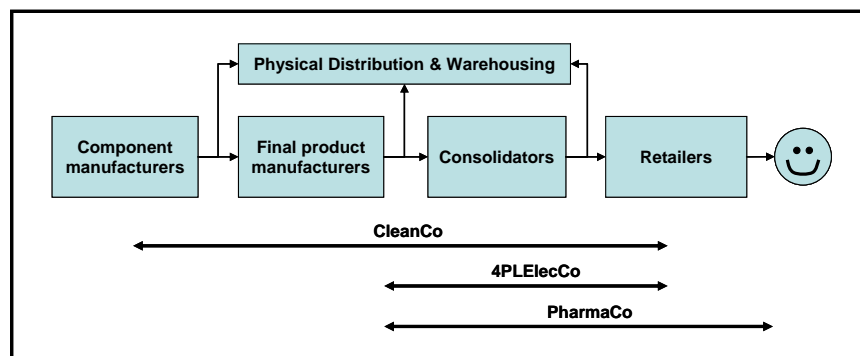 Physical Distribution & Warehousing
Component
manufacturers
Final product
manufacturers
Consolidators
Retailers
CleanCo
4PLElecCo
PharmaCo